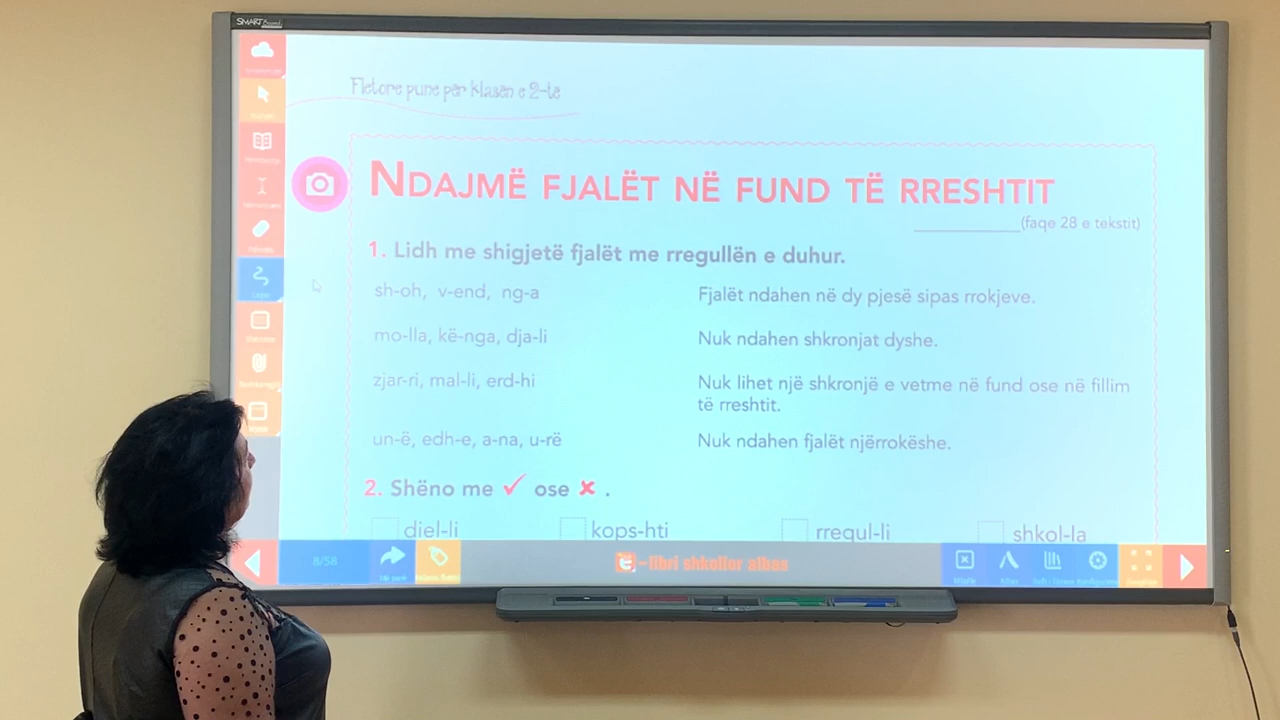 SMART Board
Fletore pune për klasën e 2-të
NDAJMË FJALËT NË FUND TË RRESHTIT
(faqe 28 e tekstit)
1. Lidh me shigjetë fjalët me rregullën e duhur.
sh-oh, v-end, ng-a
Fjalët ndahen në dy pjesë sipas rrokjeve.
mo-lla, kë-nga, dja-li
Nuk ndahen shkronjat dyshe.
zjar-ri, mal-li, erd-hi
Nuk lihet një shkronjë e vetme në fund ose në fillim
të rreshtit.
un-ë, edh-e, a-na, u-rë
Nuk ndahen fjalët njërrokëshe.
2. Shëno me ✓ ose ✗ .
diel-li kops-hti rregul-li shkol-la
8/58
e-libri shkollor albas